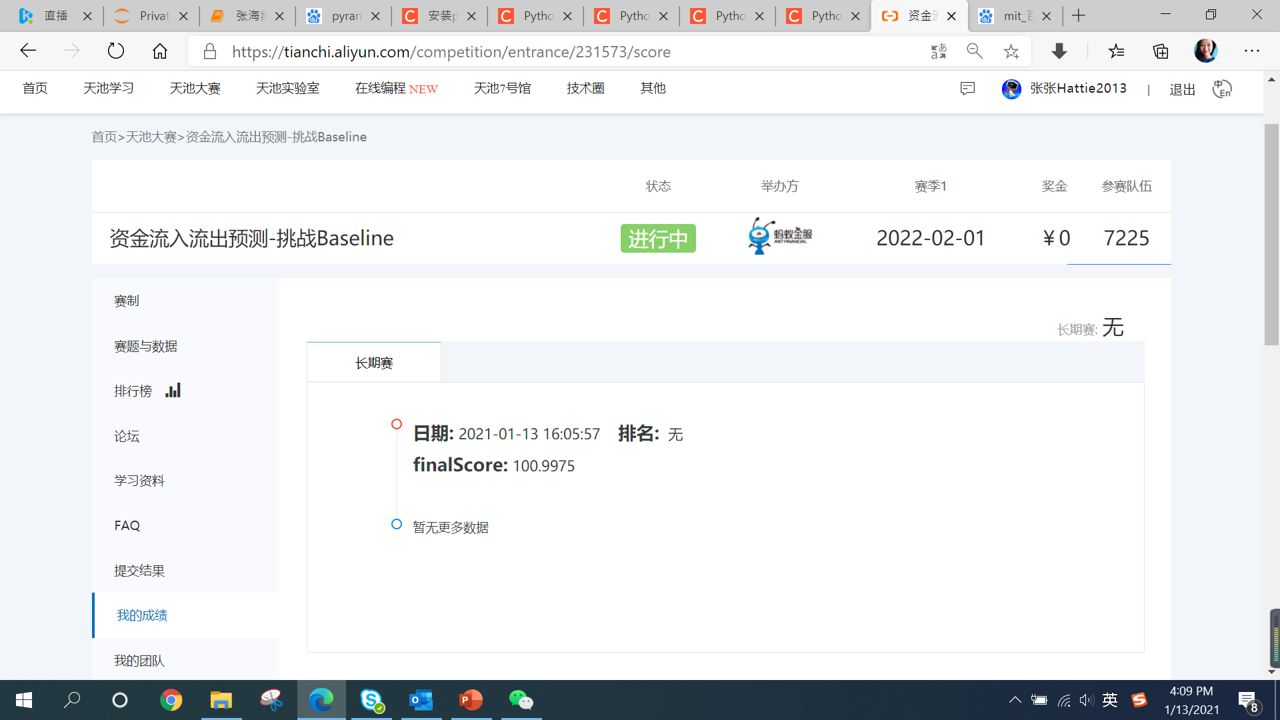 直播
Privat
张海纟
pyrari
安装p
Pytho
Pytho
Pytho
Pytho
资金流
mit_百
https://tianchi.aliyun.com/competition/entrance/231573/score
首页 天池学习 天池大赛 天池实验室 在线编程 NEW 天池7号馆 技术圈 其他 张张Hattie2013 | 退出 中 En
首页>天池大赛>资金流入流出预测-挑战Baseline
状态 举办方 赛季1 奖金 参赛队伍
资金流入流出预测-挑战Baseline 进行中 蚂蚁金服 ANT FINANCIAL 2022-02-01 ￥0 7225
赛制
赛题与数据
排行榜
论坛
学习资料
FAQ
提交结果
我的成绩
我的团队
长期赛: 无
长期赛
日期: 2021-01-13 16:05:57 排名: 无
finalScore: 100.9975
暂无更多数据
英
4:09 PM
1/13/2021
8